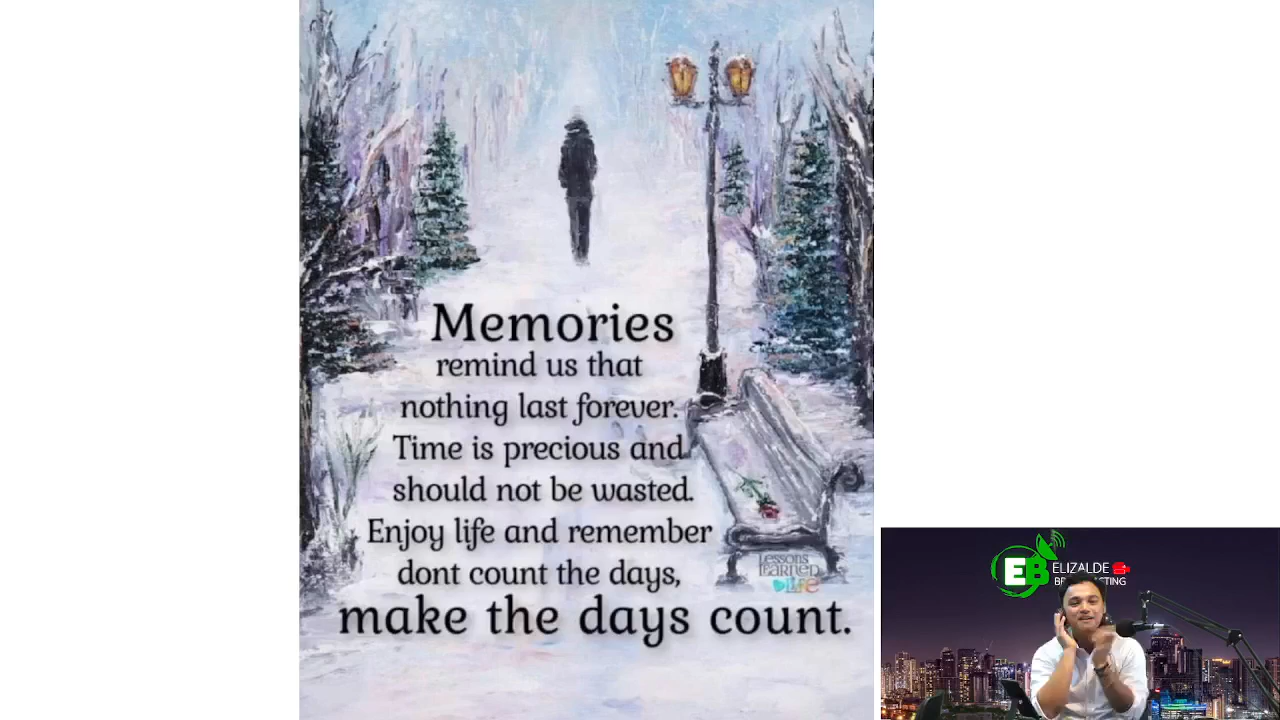 Memories
remind us that
nothing last forever.
Time is precious and
should not be wasted.
Enjoy life and remember
dont count the days,
make the days count.
Lessons
Learned
Life
EB ELIZALDE